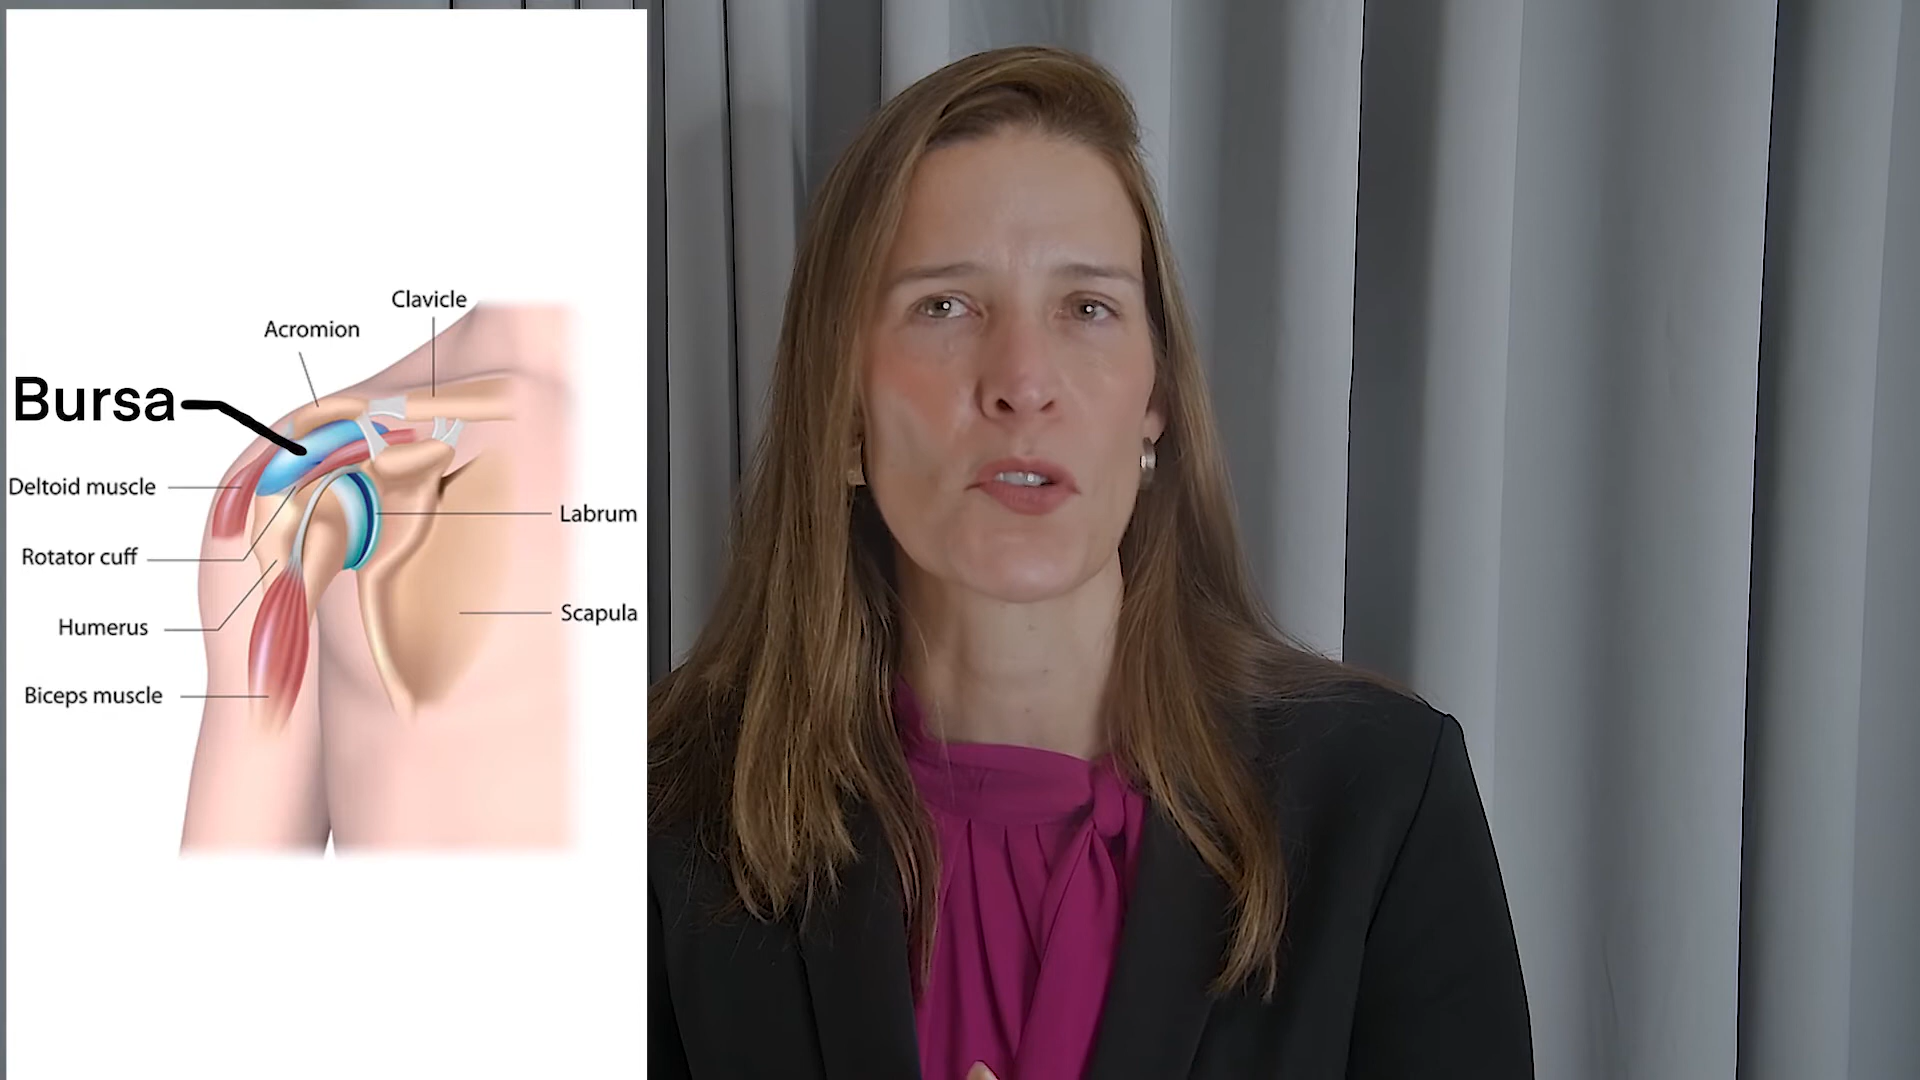 Clavicle
Acromion
Bursa
Deltoid muscle
Labrum
Rotator cuff
Scapula
Humerus
Biceps muscle